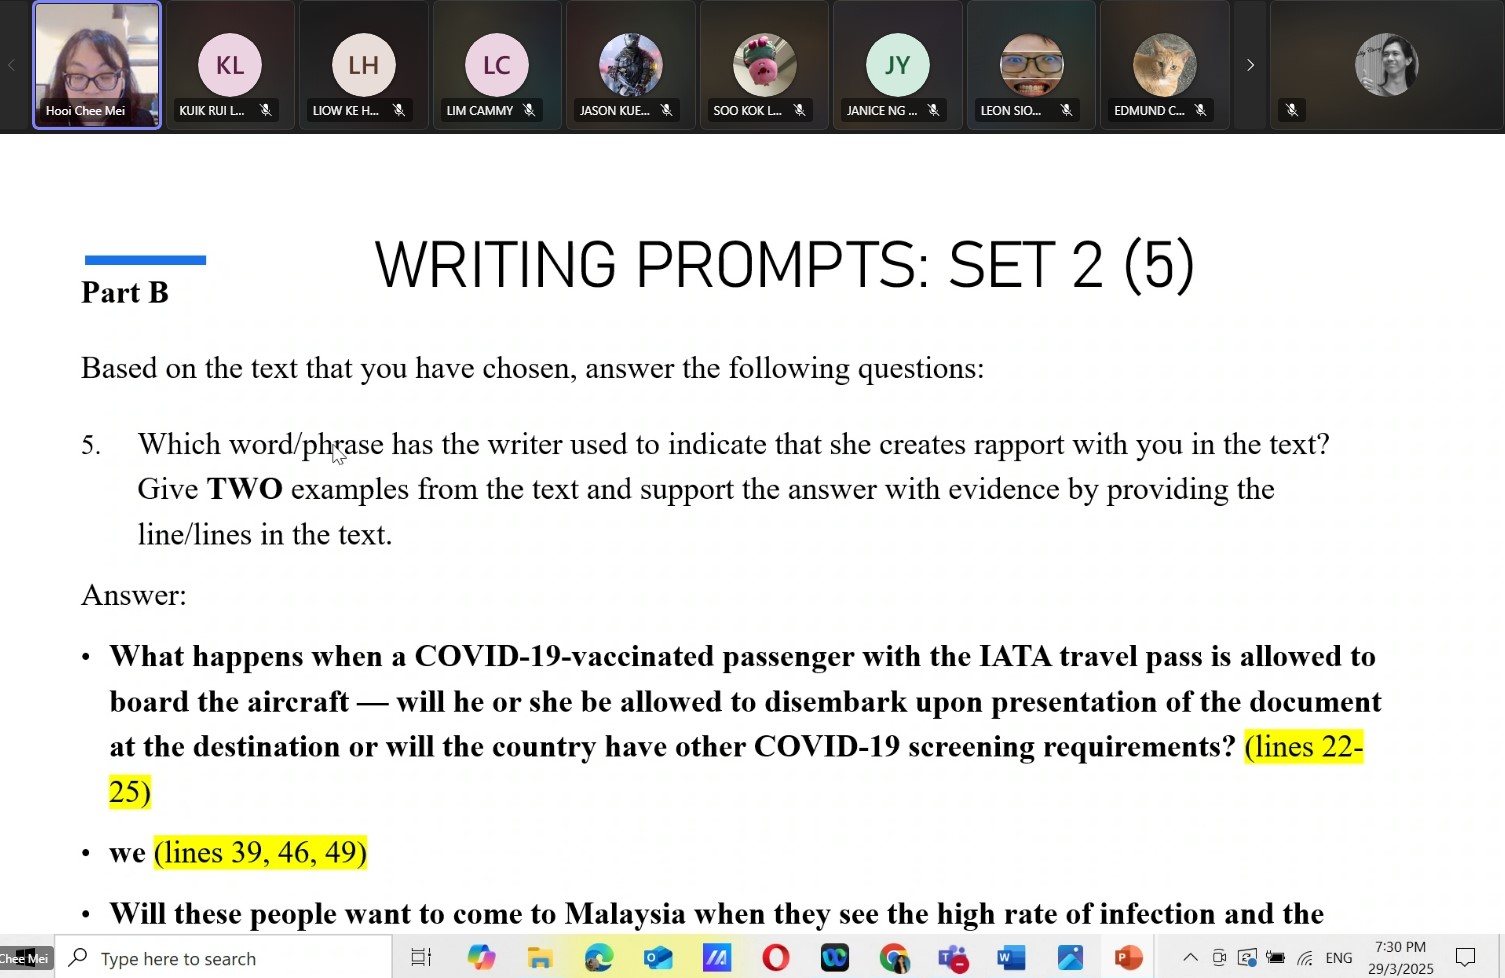 KL
LH
LC
JY
Hooi Chee Mei
KUIK RUI L...
LIOW KE H...
LIM CAMMY
JASON KUE...
SOO KOK L...
JANICE NG ...
LEON SIO...
EDMUND C...
WRITING PROMPTS: SET 2 (5)
Part B
Based on the text that you have chosen, answer the following questions:
5. Which word/phrase has the writer used to indicate that she creates rapport with you in the text?
Give TWO examples from the text and support the answer with evidence by providing the
line/lines in the text.
Answer:
• What happens when a COVID-19-vaccinated passenger with the IATA travel pass is allowed to
board the aircraft — will he or she be allowed to disembark upon presentation of the document
at the destination or will the country have other COVID-19 screening requirements? (lines 22-
25)
• we (lines 39, 46, 49)
• Will these people want to come to Malaysia when they see the high rate of infection and the
Chee Mei
Type here to search
ENG
7:30 PM
29/3/2025